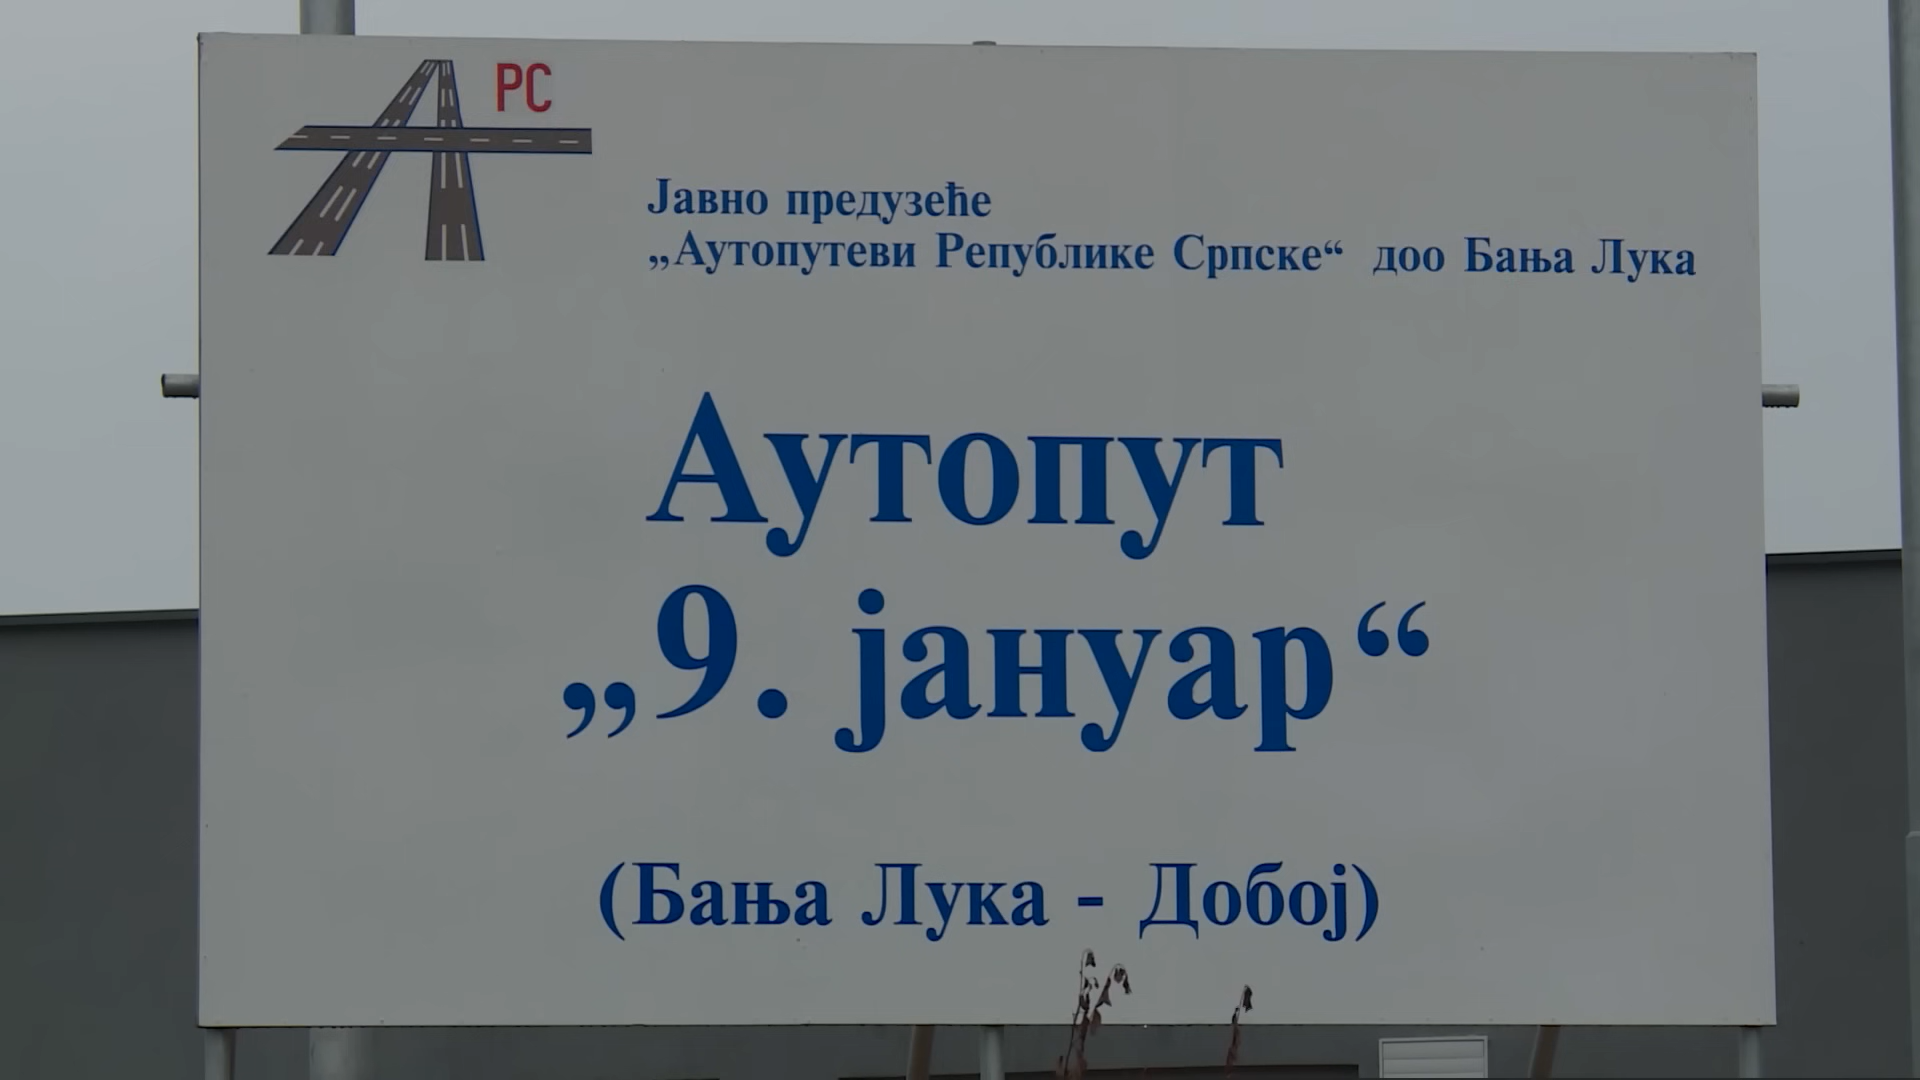 РС
Јавно предузеће
„Аутопутеви Републике Српске“ доо Бања Лука
Аутопут
„9. јануар“
(Бања Лука - Добој)